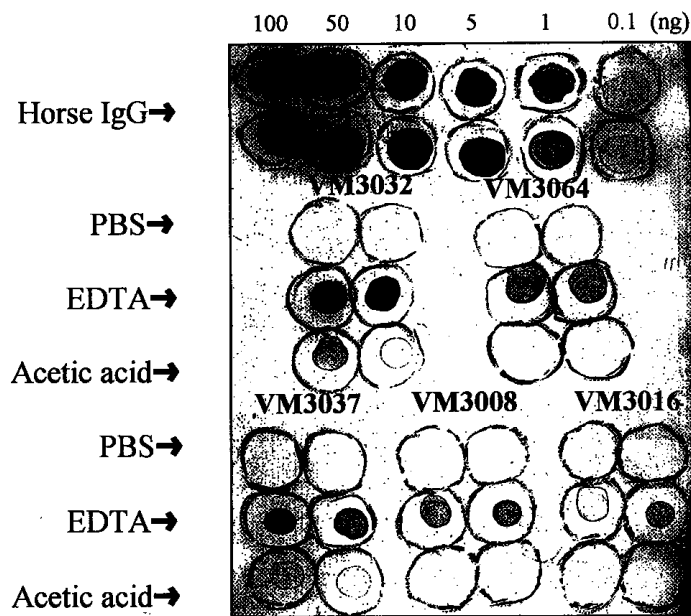 100 50 10 5 1 0.1 (ng)
Horse IgG→
VM3032 VM3064
PBS→
EDTA→
Acetic acid→
VM3037 VM3008 VM3016
PBS→
EDTA→
Acetic acid→